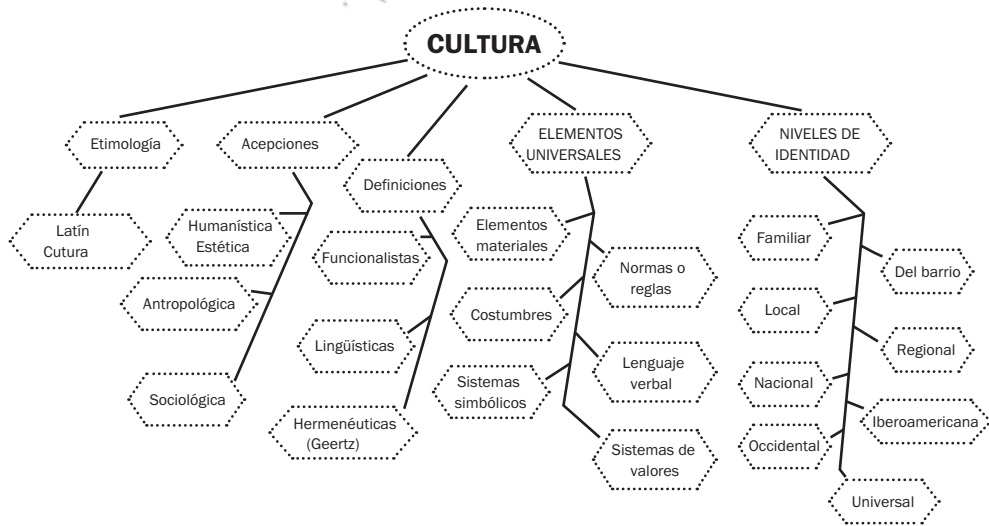 CULTURA
Etimología
Latín
Cutura
Acepciones
Humanística
Estética
Antropológica
Sociológica
Definiciones
Funcionalistas
Lingüísticas
Hermenéuticas
(Geertz)
ELEMENTOS
UNIVERSALES
Elementos
materiales
Normas o
reglas
Costumbres
Lenguaje
verbal
Sistemas
simbólicos
Sistemas de
valores
NIVELES DE
IDENTIDAD
Familiar
Del barrio
Local
Regional
Nacional
Iberoamericana
Occidental
Universal